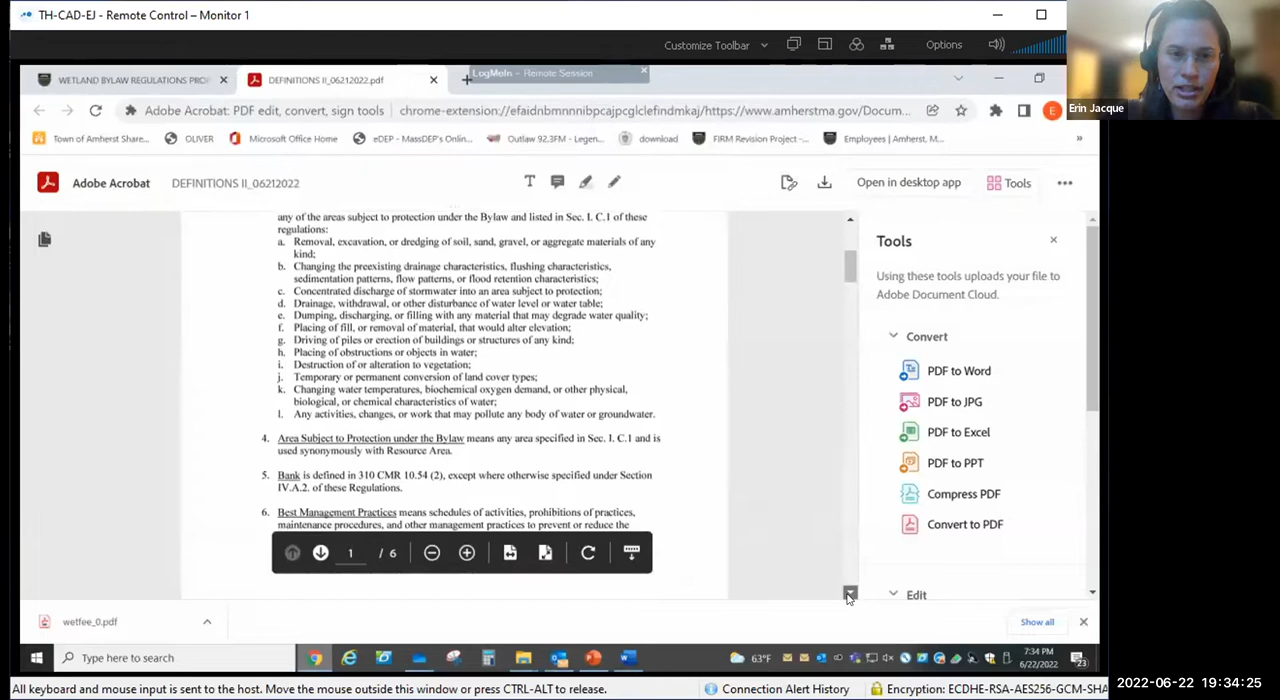 TH-CAD-EJ - Remote Control – Monitor 1
Customize Toolbar
Options
Erin Jacque
WETLAND BYLAW REGULATIONS PRO
DEFINITIONS II_06212022.pdf
LogMeIn - Remote Session
Adobe Acrobat: PDF edit, convert, sign tools
chrome-extension://efaidnbmnnnibpcajpcglclefindmkaj/https://www.amherstma.gov/Docum...
E
Town of Amherst Share...
OLIVER
Microsoft Office Home
eDEP - MassDEP's Onlin...
Outlaw 92.3FM - Legen...
download
FIRM Revision Project -...
Employees | Amherst, M...
»
Adobe Acrobat
DEFINITIONS II_06212022
Open in desktop app
Tools
any of the areas subject to protection under the Bylaw and listed in Sec. I. C.1 of these
regulations:
a. Removal, excavation, or dredging of soil, sand, gravel, or aggregate materials of any
kind;
b. Changing the preexisting drainage characteristics, flushing characteristics,
sedimentation patterns, flow patterns, or flood retention characteristics;
c. Concentrated discharge of stormwater into an area subject to protection;
d. Drainage, withdrawal, or other disturbance of water level or water table;
e. Dumping, discharging, or filling with any material that may degrade water quality;
f. Placing of fill, or removal of material, that would alter elevation;
g. Driving of piles or erection of buildings or structures of any kind;
h. Placing of obstructions or objects in water;
i. Destruction of or alteration to vegetation;
j. Temporary or permanent conversion of land cover types;
k. Changing water temperatures, biochemical oxygen demand, or other physical,
biological, or chemical characteristics of water;
l. Any activities, changes, or work that may pollute any body of water or groundwater.
4. Area Subject to Protection under the Bylaw means any area specified in Sec. I. C.1 and is
used synonymously with Resource Area.
5. Bank is defined in 310 CMR 10.54 (2), except where otherwise specified under Section
IV.A.2. of these Regulations.
6. Best Management Practices means schedules of activities, prohibitions of practices,
maintenance procedures, and other management practices to prevent or reduce the
1 / 6
Tools
Using these tools uploads your file to
Adobe Document Cloud.
Convert
PDF to Word
PDF to JPG
PDF to Excel
PDF to PPT
Compress PDF
Convert to PDF
Edit
wetfee_0.pdf
Show all
Type here to search
63°F
7:34 PM
6/22/2022
23
All keyboard and mouse input is sent to the host. Move the mouse outside this window or press CTRL-ALT to release.
Connection Alert History
Encryption: ECDHE-RSA-AES256-GCM-SHA
2022-06-22 19:34:25